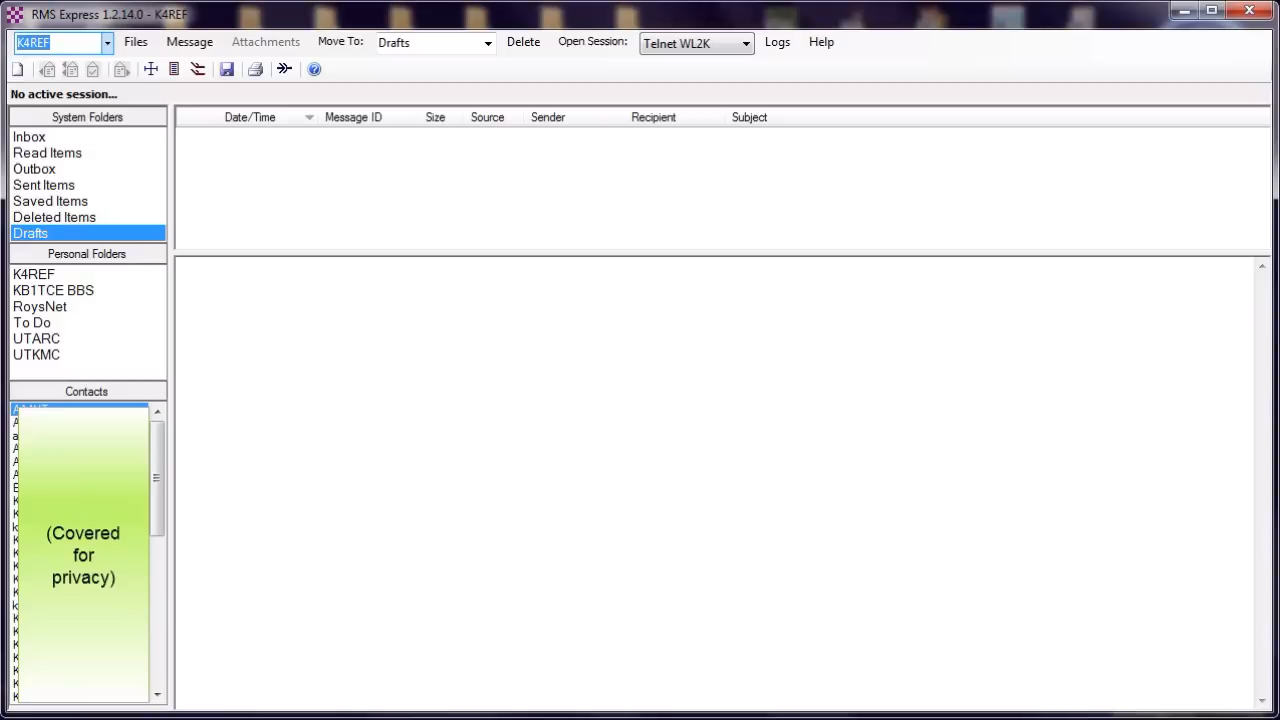 RMS Express 1.2.14.0 - K4REF
K4REF Files Message Attachments Move To: Drafts Delete Open Session: Telnet WL2K Logs Help
No active session...
System Folders
Inbox
Read Items
Outbox
Sent Items
Saved Items
Deleted Items
Drafts
Personal Folders
K4REF
KB1TCE BBS
RoysNet
To Do
UTARC
UTKMC
Contacts
(Covered
for
privacy)
Date/Time Message ID Size Source Sender Recipient Subject